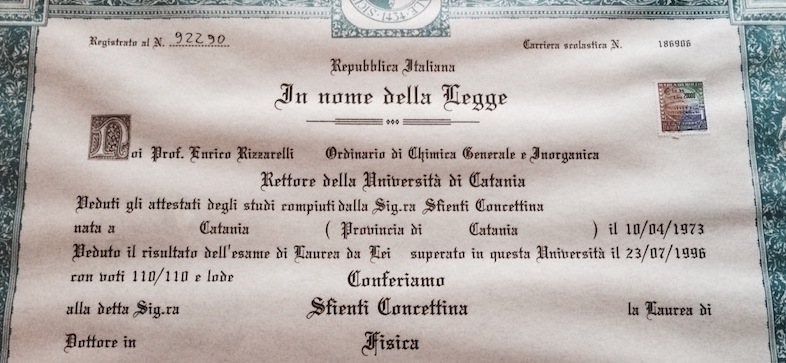 1434
Registrato al N. 92290 Carriera scolastica N. 186906
Repubblica Italiana
In nome della Legge
Noi Prof. Enrico Rizzarelli Ordinario di Chimica Generale e Inorganica
Rettore della Università di Catania
Veduti gli attestati degli studi compiuti dalla Sig.ra Sfienti Concettina
nata a Catania ( Provincia di Catania ) il 10/04/1973
Veduto il risultato dell'esame di Laurea da Lei superato in questa Università il 23/07/1996
con voti 110/110 e lode Conferiamo
alla detta Sig.ra Sfienti Concettina la Laurea di
Dottore in Fisica